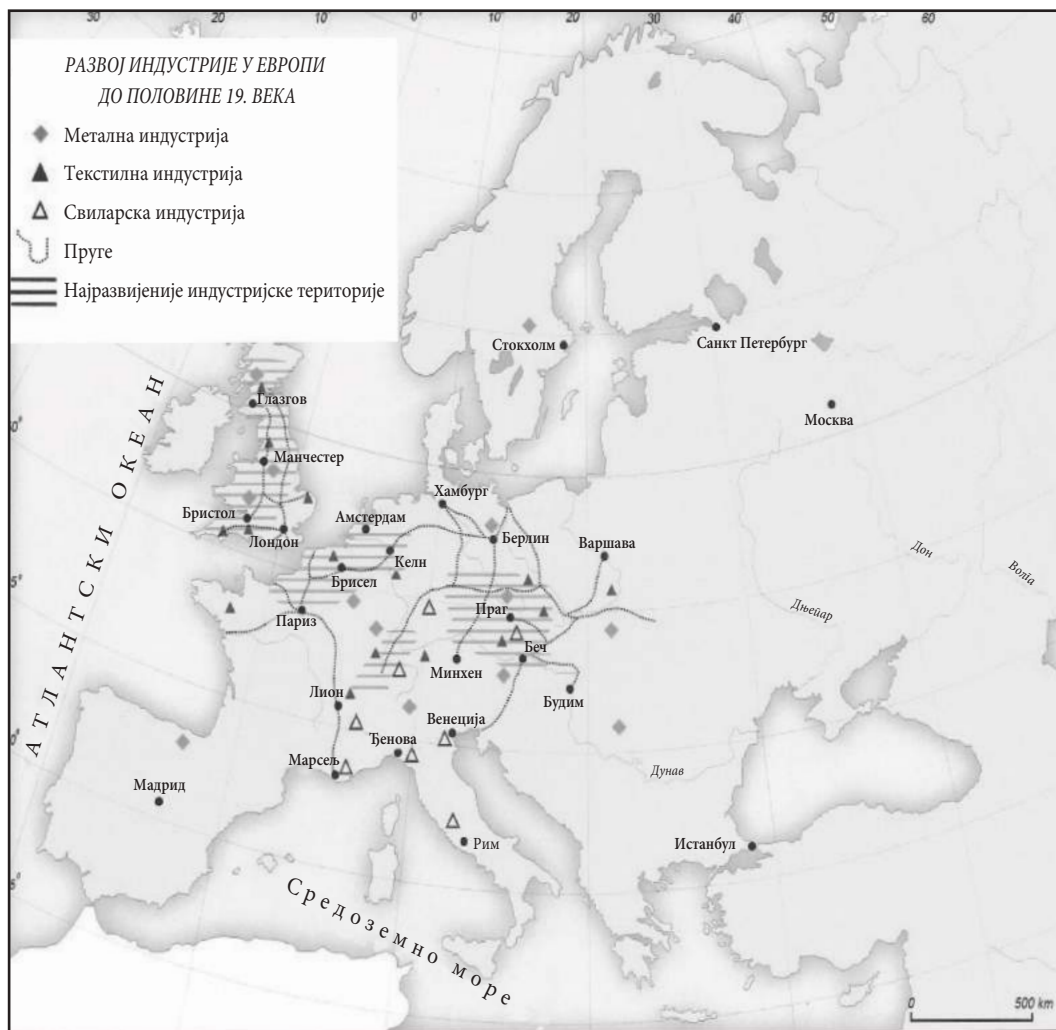 30
20
10
0°
10
20
30
40
50
60
РАЗВОЈ ИНДУСТРИЈЕ У ЕВРОПИ
ДО ПОЛОВИНЕ 19. ВЕКА
Метална индустрија
Текстилна индустрија
Свиларска индустрија
Пруге
Најразвијеније индустријске територије
АТЛАНТСКИ ОКЕАН
Стокхолм
Санкт Петербург
Москва
Глазгов
Манчестер
Бристол
Лондон
Амстердам
Хамбург
Берлин
Варшава
Келн
Брисел
Париз
Праг
Беч
Минхен
Будим
Лион
Венеција
Ђенова
Марсељ
Мадрид
Рим
Истанбул
Дон
Волга
Дњепар
Дунав
Средоземно море
0 500 km